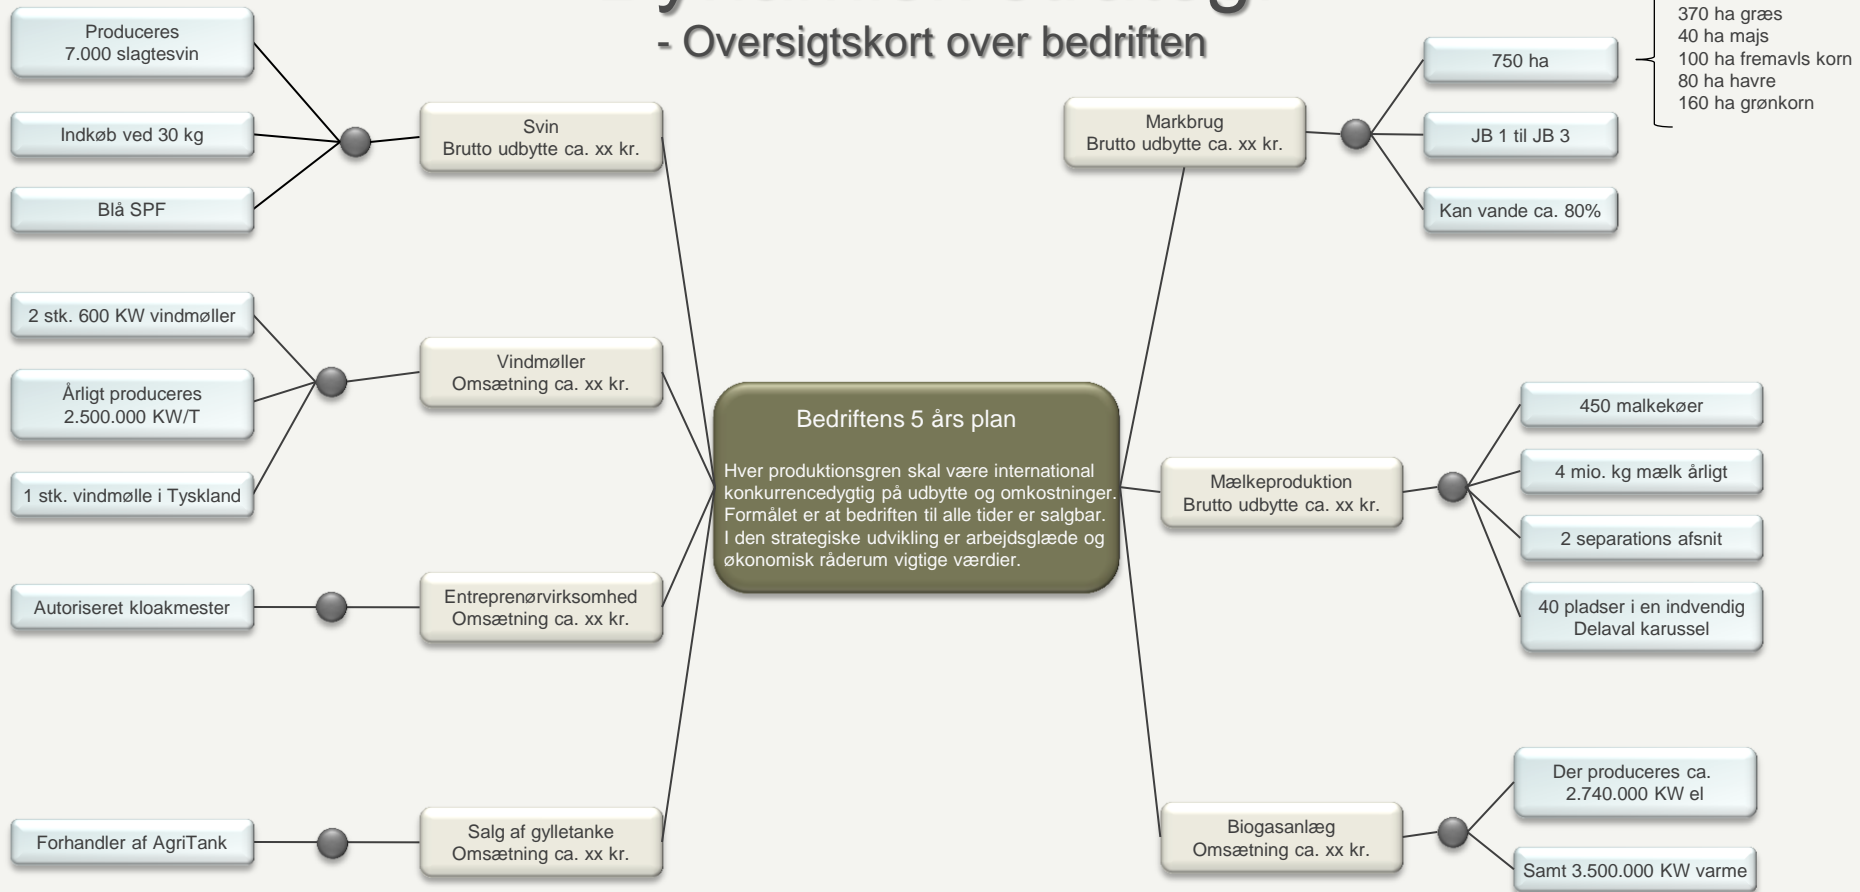 - Oversigtskort over bedriften
Produceres
7.000 slagtesvin
Indkøb ved 30 kg
Blå SPF
Svin
Brutto udbytte ca. xx kr.
2 stk. 600 KW vindmøller
Årligt produceres
2.500.000 KW/T
1 stk. vindmølle i Tyskland
Vindmøller
Omsætning ca. xx kr.
Autoriseret kloakmester
Entreprenørvirksomhed
Omsætning ca. xx kr.
Forhandler af AgriTank
Salg af gylletanke
Omsætning ca. xx kr.
Bedriftens 5 års plan
Hver produktionsgren skal være international
konkurrencedygtig på udbytte og omkostninger.
Formålet er at bedriften til alle tider er salgbar.
I den strategiske udvikling er arbejdsglæde og
økonomisk råderum vigtige værdier.
Markbrug
Brutto udbytte ca. xx kr.
750 ha
JB 1 til JB 3
Kan vande ca. 80%
370 ha græs
40 ha majs
100 ha fremavls korn
80 ha havre
160 ha grønkorn
Mælkeproduktion
Brutto udbytte ca. xx kr.
450 malkekøer
4 mio. kg mælk årligt
2 separations afsnit
40 pladser i en indvendig
Delaval karussel
Biogasanlæg
Omsætning ca. xx kr.
Der produceres ca.
2.740.000 KW el
Samt 3.500.000 KW varme